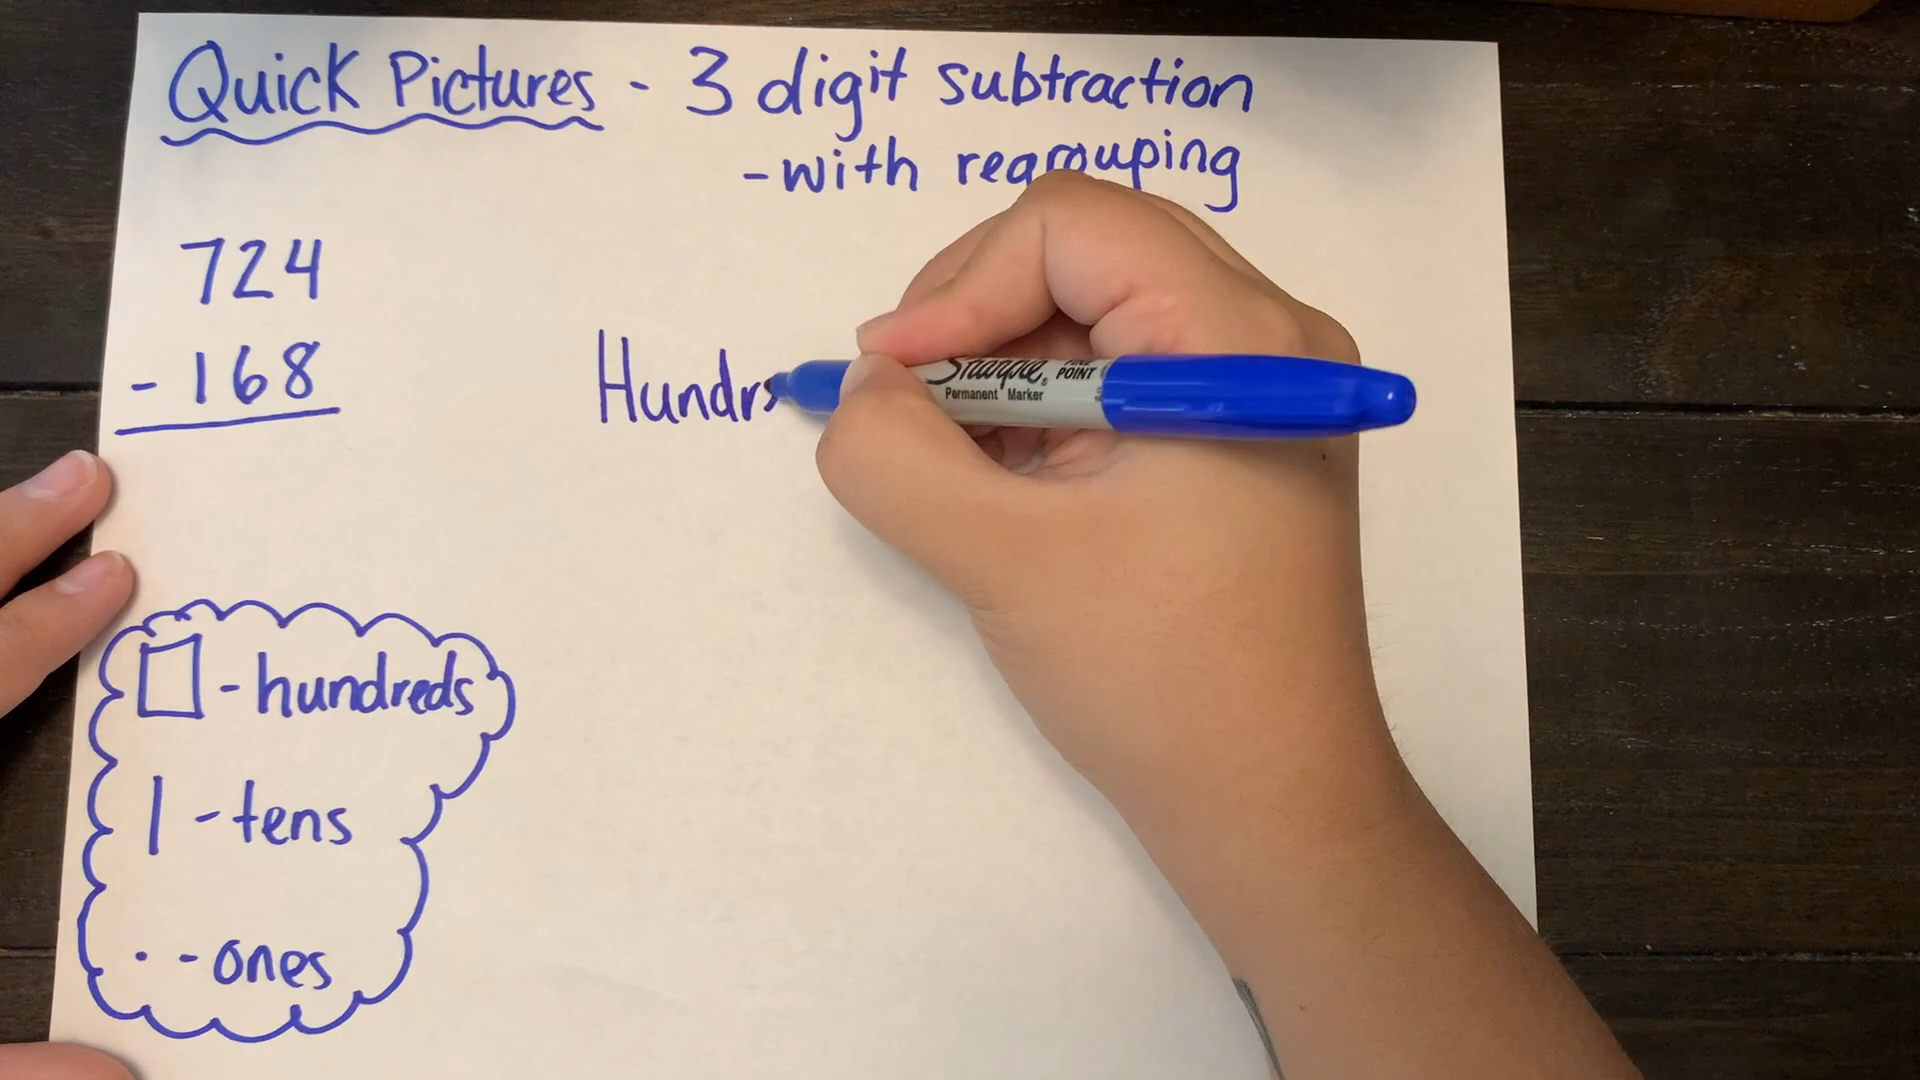 Quick Pictures - 3 digit subtraction
- with regrouping
724
- 168
Hundr
Sharpie. FINE POINT
Permanent Marker
□ - hundreds
| - tens
· - ones